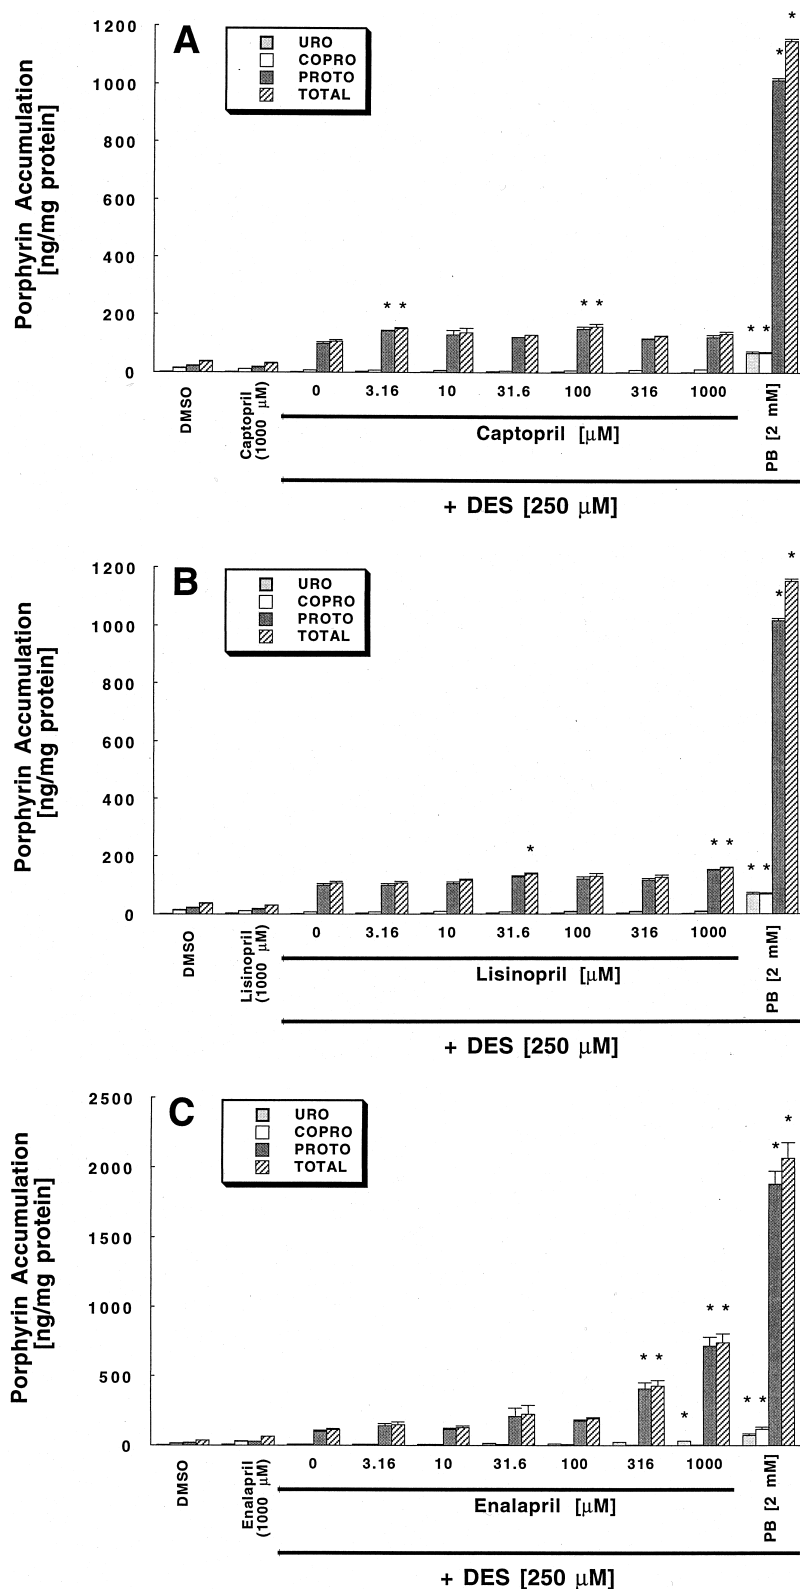 A
URO
COPRO
PROTO
TOTAL
Porphyrin Accumulation
[ng/mg protein]
1200
1000
800
600
400
200
0
* *
* *
* *
*
*
DMSO
Captopril
(1000 µM)
0 3.16 10 31.6 100 316 1000
PB [2 mM]
Captopril [µM]
+ DES [250 µM]
B
URO
COPRO
PROTO
TOTAL
Porphyrin Accumulation
[ng/mg protein]
1200
1000
800
600
400
200
0
*
* *
* *
*
*
DMSO
Lisinopril
(1000 µM)
0 3.16 10 31.6 100 316 1000
PB [2 mM]
Lisinopril [µM]
+ DES [250 µM]
C
URO
COPRO
PROTO
TOTAL
Porphyrin Accumulation
[ng/mg protein]
2500
2000
1500
1000
500
0
* *
*
* *
* *
*
*
DMSO
Enalapril
(1000 µM)
0 3.16 10 31.6 100 316 1000
PB [2 mM]
Enalapril [µM]
+ DES [250 µM]